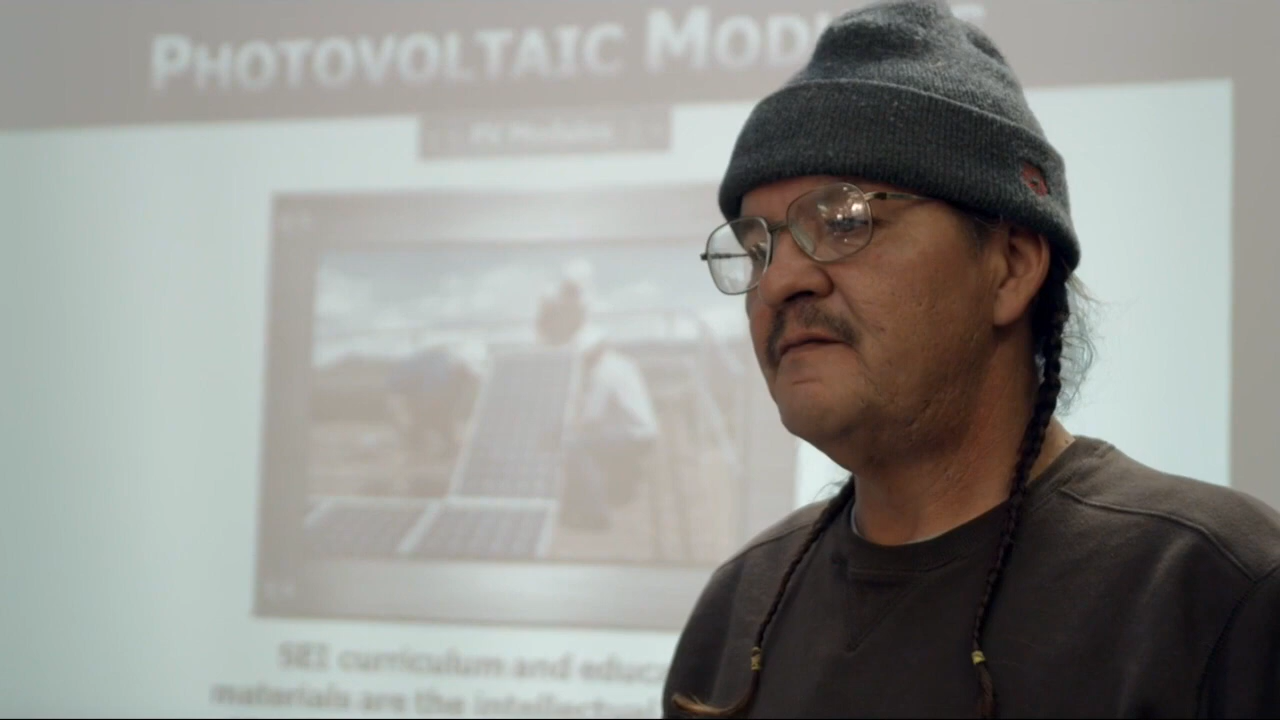 PHOTOVOLTAIC MOD
PV Modules
SEI curriculum and educa
materials are the intellectual